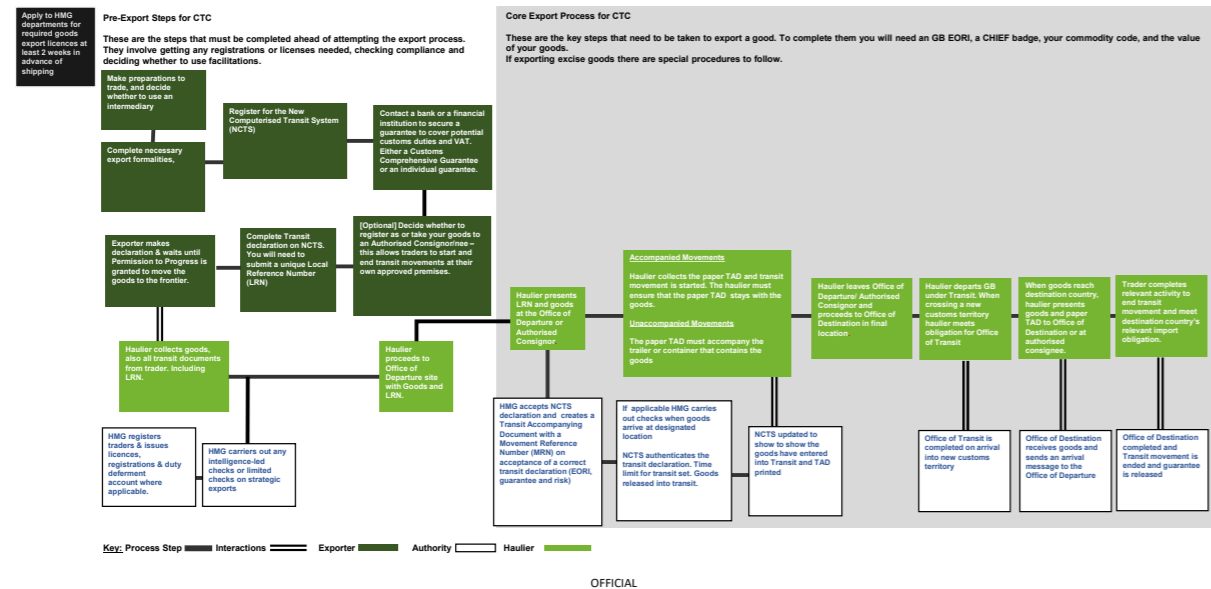 Apply to HMG
departments for
required goods
export licences at
least 2 weeks in
advance of
shipping
Pre-Export Steps for CTC
These are the steps that must be completed ahead of attempting the export process.
They involve getting any registrations or licenses needed, checking compliance and
deciding whether to use facilitations.
Core Export Process for CTC
These are the key steps that need to be taken to export a good. To complete them you will need an GB EORI, a CHIEF badge, your commodity code, and the value
of your goods.
If exporting excise goods there are special procedures to follow.
Make preparations to
trade, and decide
whether to use an
intermediary
Complete necessary
export formalities,
Register for the New
Computerised Transit System
(NCTS)
Contact a bank or a financial
institution to secure a
guarantee to cover potential
customs duties and VAT.
Either a Customs
Comprehensive Guarantee
or an individual guarantee.
Exporter makes
declaration & waits until
Permission to Progress is
granted to move the
goods to the frontier.
Complete Transit
declaration on NCTS.
You will need to
submit a unique Local
Reference Number
(LRN)
[Optional] Decide whether to
register as or take your goods to
an Authorised Consignor/nee –
this allows traders to start and
end transit movements at their
own approved premises.
Haulier collects goods,
also all transit documents
from trader. Including
LRN.
Haulier
proceeds to
Office of
Departure site
with Goods and
LRN.
HMG registers
traders & issues
licences,
registrations & duty
deferment
account where
applicable.
HMG carriers out any
intelligence-led
checks or limited
checks on strategic
exports
Haulier presents
LRN and goods
at the Office of
Departure or
Authorised
Consignor
Accompanied Movements
Haulier collects the paper TAD and transit
movement is started. The haulier must
ensure that the paper TAD stays with the
goods.
Unaccompanied Movements
The paper TAD must accompany the
trailer or container that contains the
goods
Haulier leaves Office of
Departure/ Authorised
Consignor and
proceeds to Office of
Destination in final
location
Haulier departs GB
under Transit. When
crossing a new
customs territory
haulier meets
obligation for Office
of Transit
When goods reach
destination country,
haulier presents
goods and paper
TAD to Office of
Destination or at
authorised
consignee.
Trader completes
relevant activity to
end transit
movement and meet
destination country's
relevant import
obligation.
HMG accepts NCTS
declaration and creates a
Transit Accompanying
Document with a
Movement Reference
Number (MRN) on
acceptance of a correct
transit declaration (EORI,
guarantee and risk)
If applicable HMG carries
out checks when goods
arrive at designated
location
NCTS authenticates the
transit declaration. Time
limit for transit set. Goods
released into transit.
NCTS updated to
show to show the
goods have entered
into Transit and TAD
printed
Office of Transit is
completed on arrival
into new customs
territory
Office of Destination
receives goods and
sends an arrival
message to the
Office of Departure
Office of Destination
completed and
Transit movement is
ended and guarantee
is released
Key: Process Step Interactions Exporter Authority Haulier
OFFICIAL